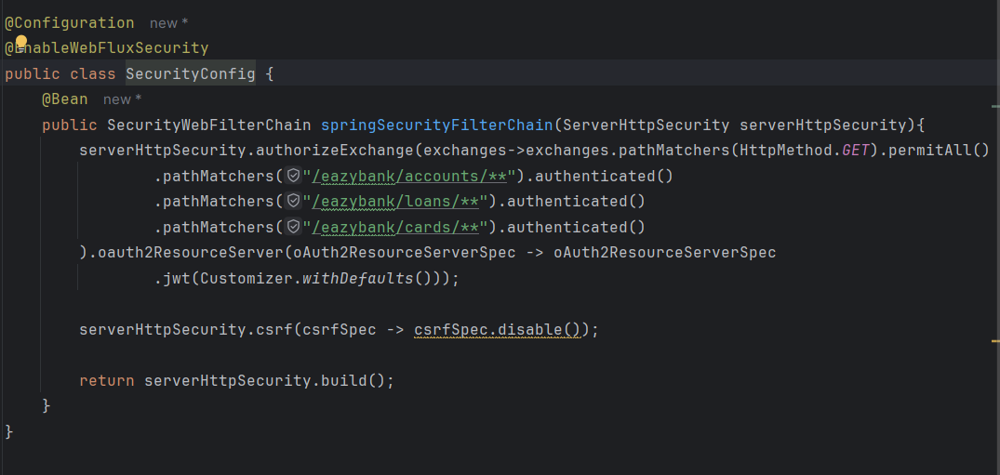 @Configuration new *
@EnableWebFluxSecurity
public class SecurityConfig {
@Bean new *
public SecurityWebFilterChain springSecurityFilterChain(ServerHttpSecurity serverHttpSecurity){
serverHttpSecurity.authorizeExchange(exchanges->exchanges.pathMatchers(HttpMethod.GET).permitAll()
.pathMatchers("/eazybank/accounts/**").authenticated()
.pathMatchers("/eazybank/loans/**").authenticated()
.pathMatchers("/eazybank/cards/**").authenticated()
).oauth2ResourceServer(oAuth2ResourceServerSpec -> oAuth2ResourceServerSpec
.jwt(Customizer.withDefaults()));
serverHttpSecurity.csrf(csrfSpec -> csrfSpec.disable());
return serverHttpSecurity.build();
}
}